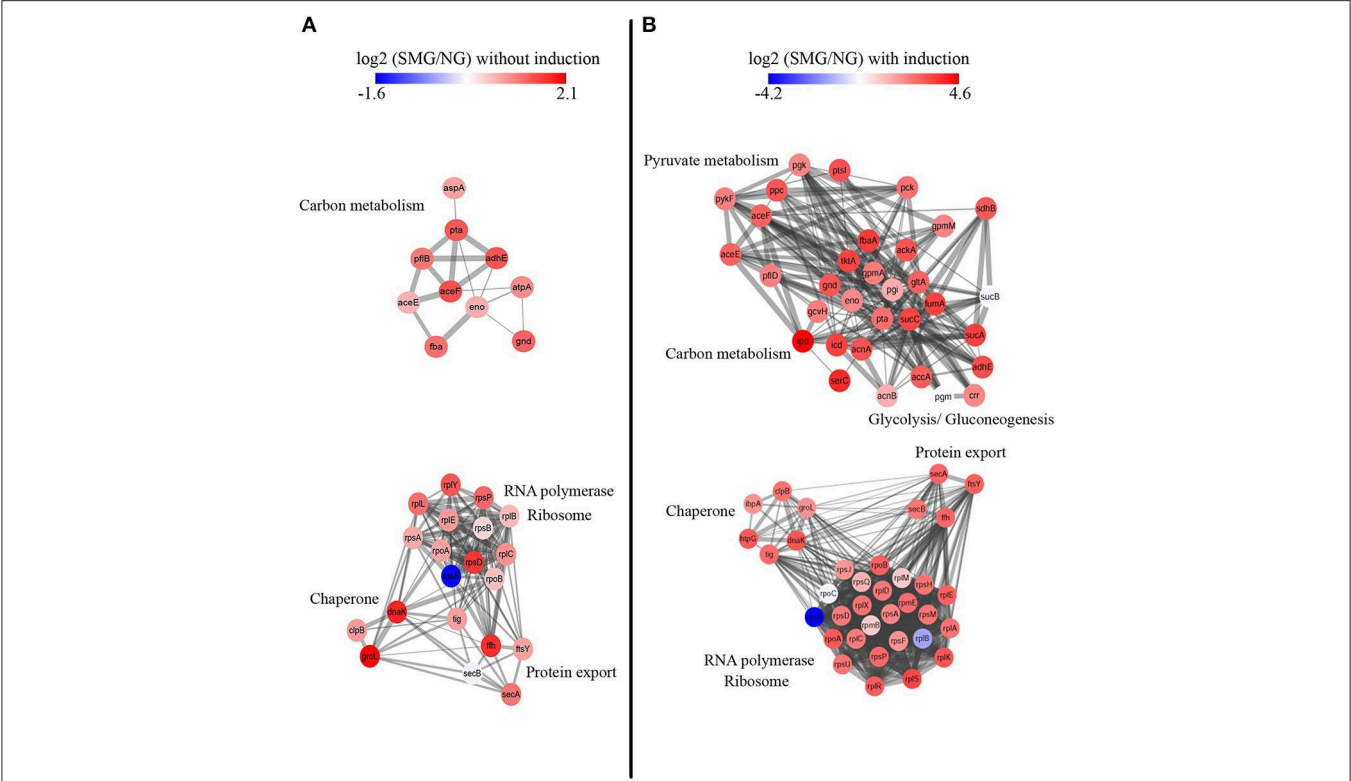 A
log2 (SMG/NG) without induction
-1.6 2.1
Carbon metabolism
aspA
pta
pflB
adhE
aceF
atpA
aceE
eno
fba
gnd
rplY
RNA polymerase
Ribosome
rplL
rpsP
rplE
rplB
rpsB
rpsA
rpoA
rplC
rpsD
rpoB
Chaperone
dnaK
clpB
tig
groL
ffh
ftsY
secB
Protein export
secA
B
log2 (SMG/NG) with induction
-4.2 4.6
Pyruvate metabolism
pgk
ptsI
ppc
pck
pykF
aceF
sdhB
gpmM
fbaA
ackA
aceE
tktA
pflD
gpmA
gnd
pgi
gltA
sucB
eno
fumA
gcvH
pta
sucC
sucA
lpd
icd
acnA
Carbon metabolism
adhE
serC
accA
acnB
pgm
crr
Glycolysis/ Gluconeogenesis
Protein export
secA
ftsY
clpB
ibpA
groL
secB
ffh
Chaperone
htpG
dnaK
tig
rpsJ
rpoB
rpsQ
rplM
rpsH
rpoC
rplD
rplE
rplX
rpmE
rpsD
rpsA
rpsM
rpmB
rplA
rpoA
rplC
rpsF
rplB
rpsU
rpsP
rplK
RNA polymerase
Ribosome
rplR
rplS